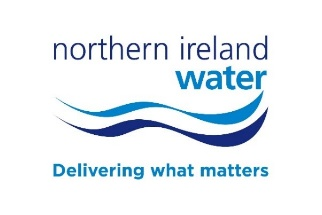 northern ireland
water
Delivering what matters